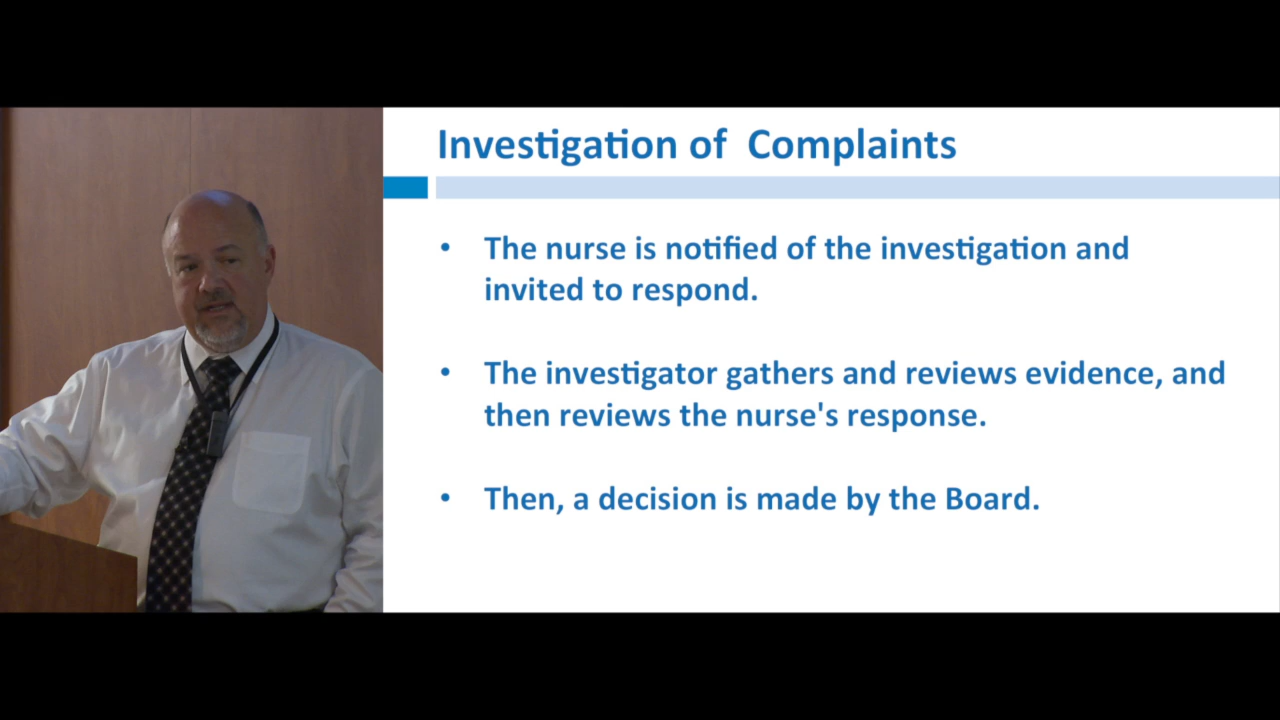 Investigation of  Complaints
• The nurse is notified of the investigation and
invited to respond.
• The investigator gathers and reviews evidence, and
then reviews the nurse's response.
• Then, a decision is made by the Board.